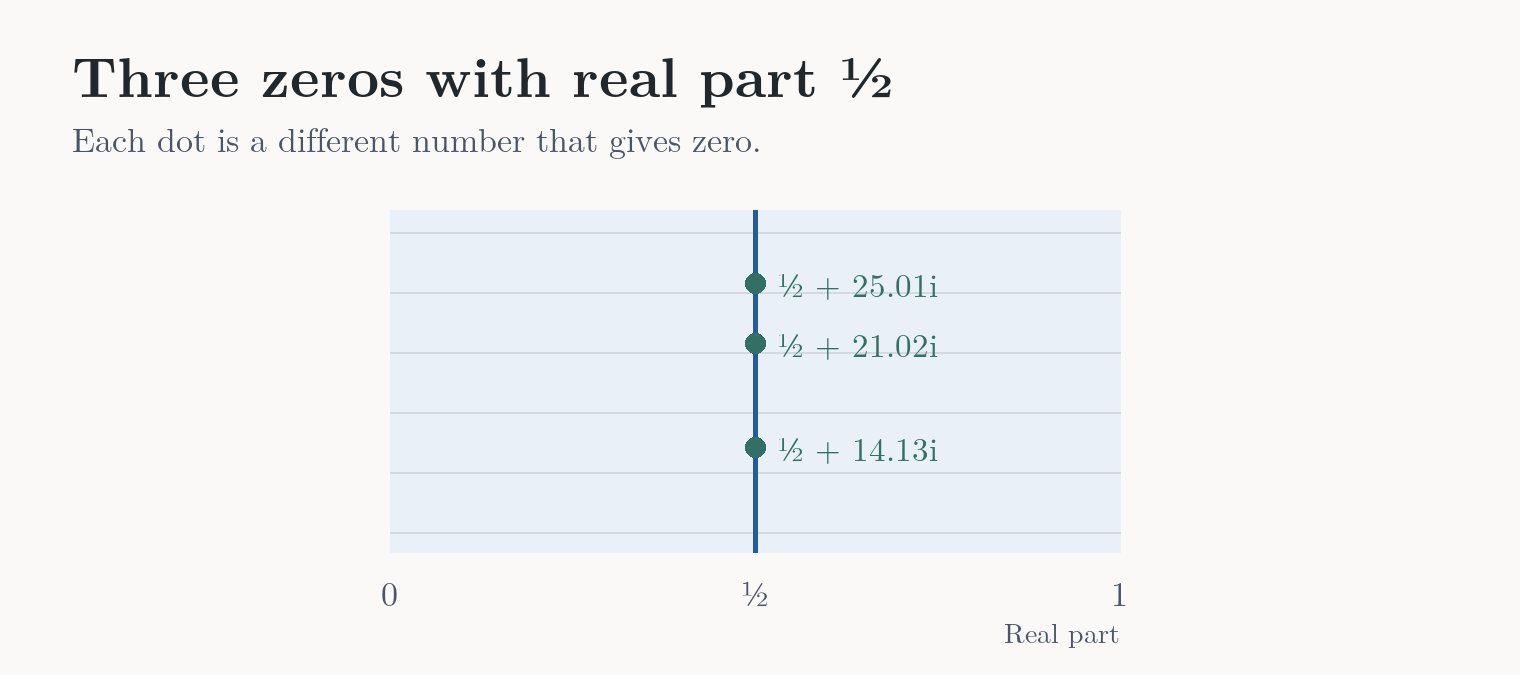 Three zeros with real part ½
Each dot is a different number that gives zero.
½ + 25.01i
½ + 21.02i
½ + 14.13i
0 ½ 1
Real part